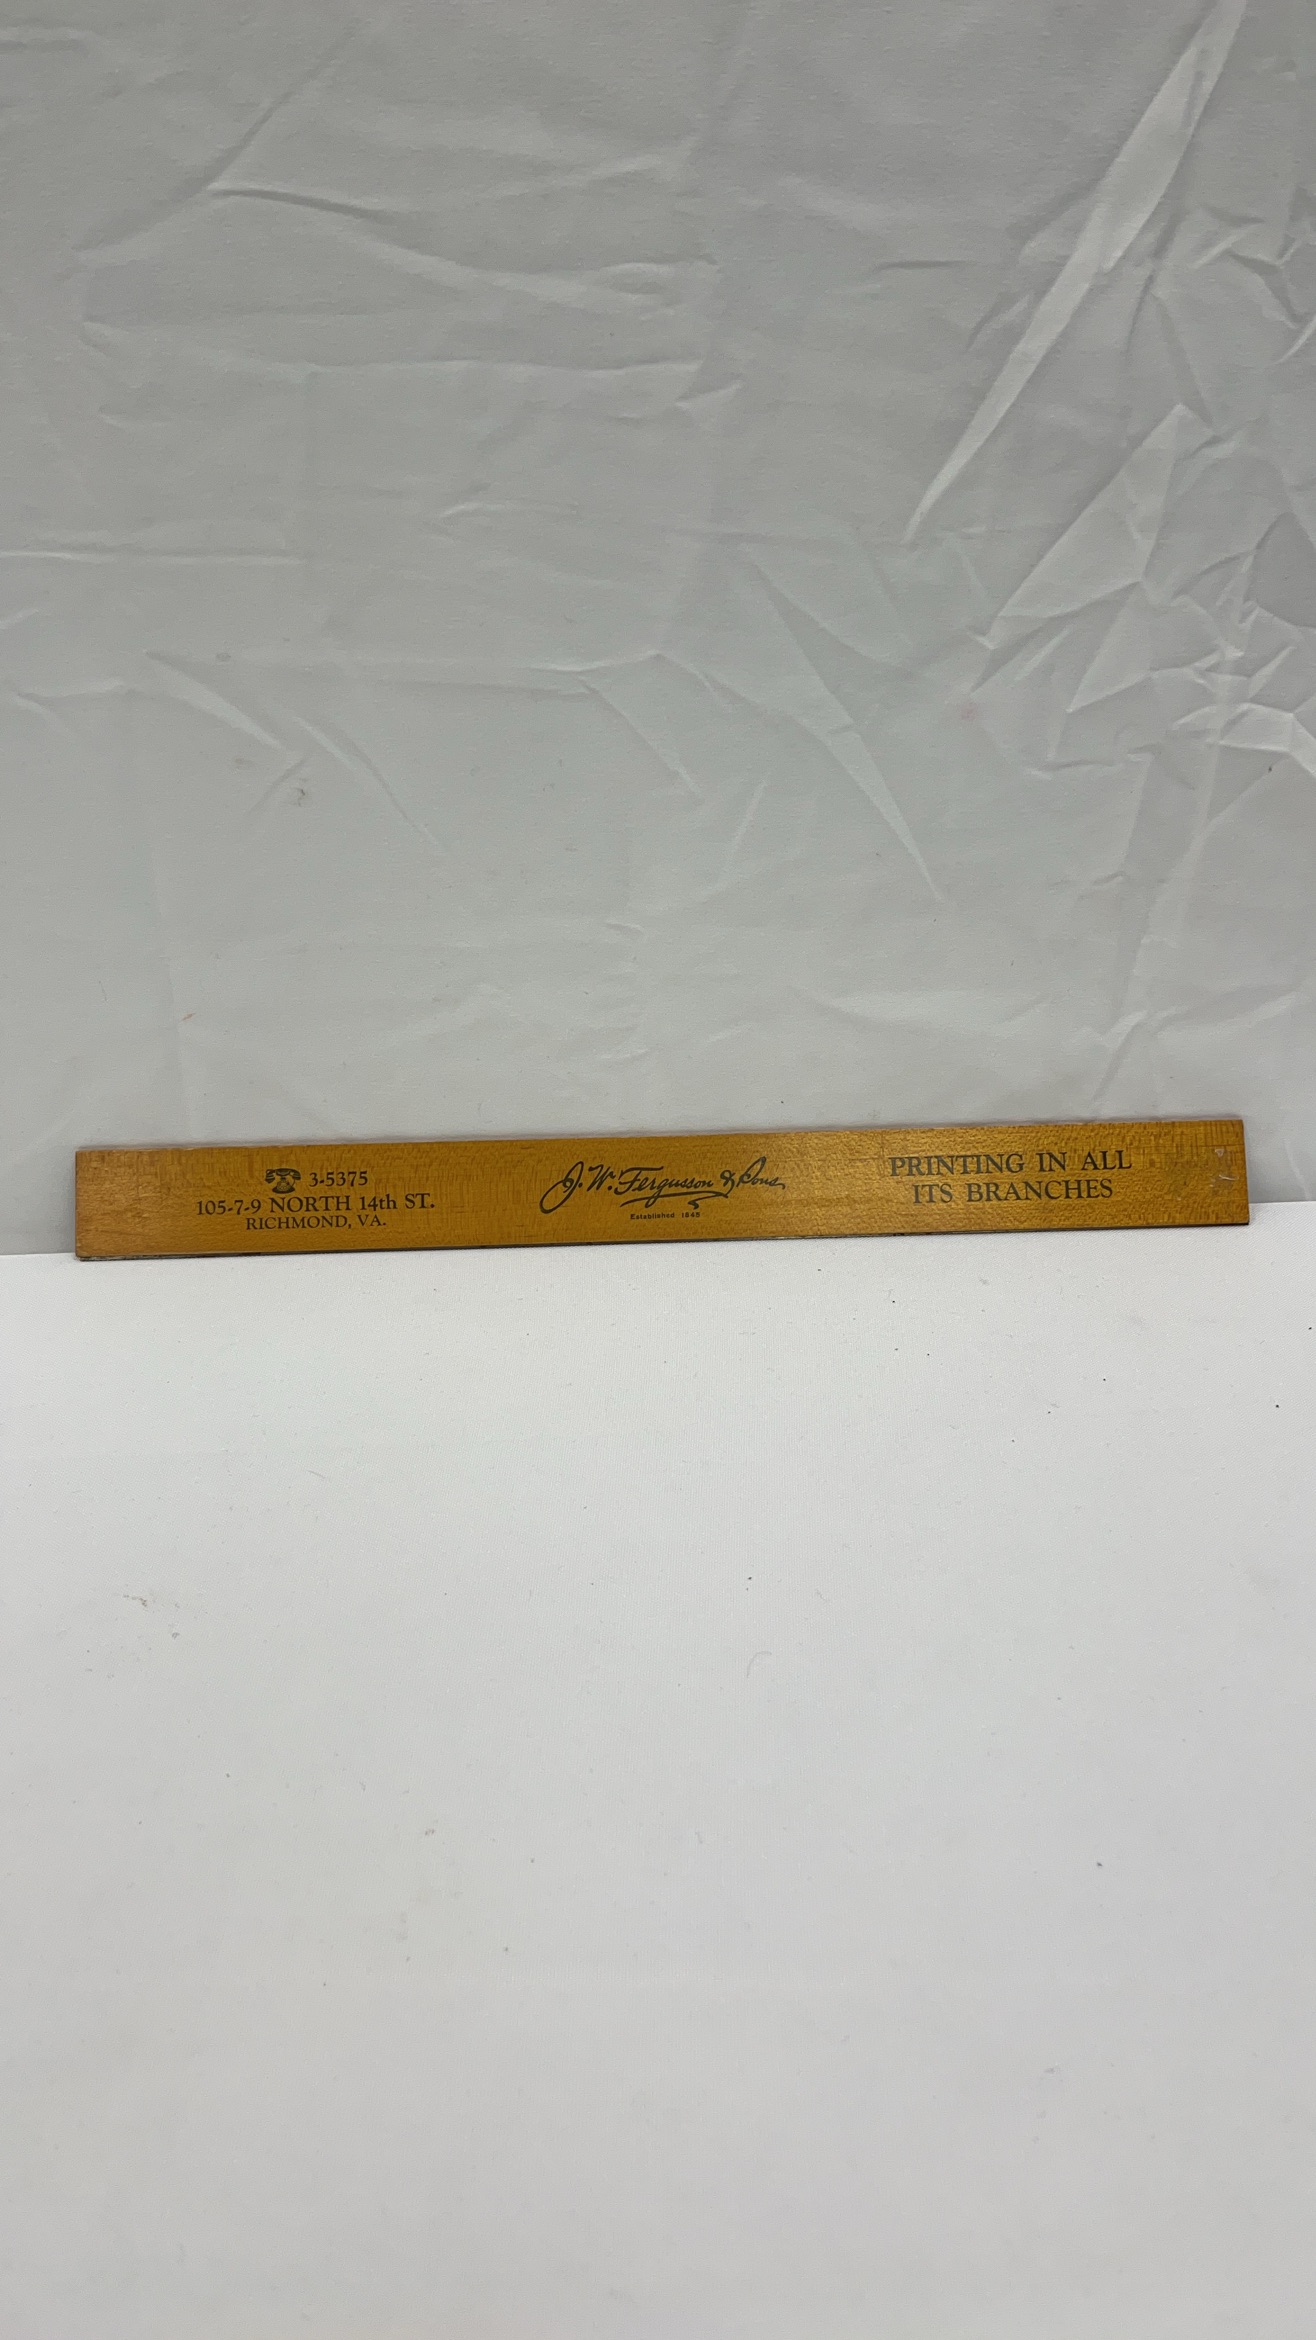 3-5375
105-7-9 NORTH 14th ST.
RICHMOND, VA.
J. W. Fergusson & Sons
Established 1849
PRINTING IN ALL
ITS BRANCHES